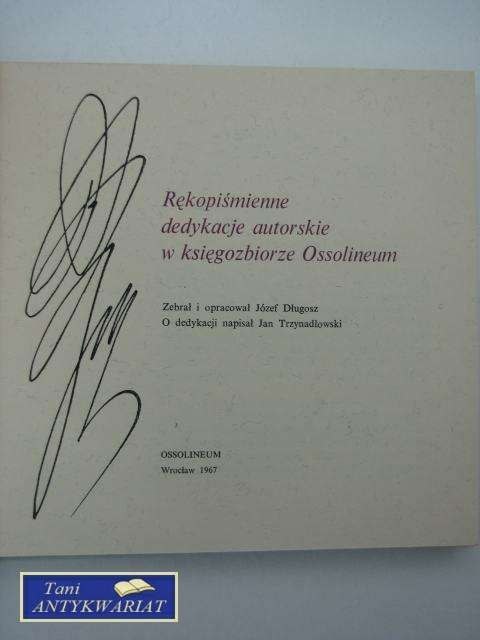 Rękopiśmienne
dedykacje autorskie
w księgozbiorze Ossolineum
Zebrał i opracował Józef Długosz
O dedykacji napisał Jan Trzynadlowski
OSSOLINEUM
Wrocław 1967
Tani
ANTYKWARIAT